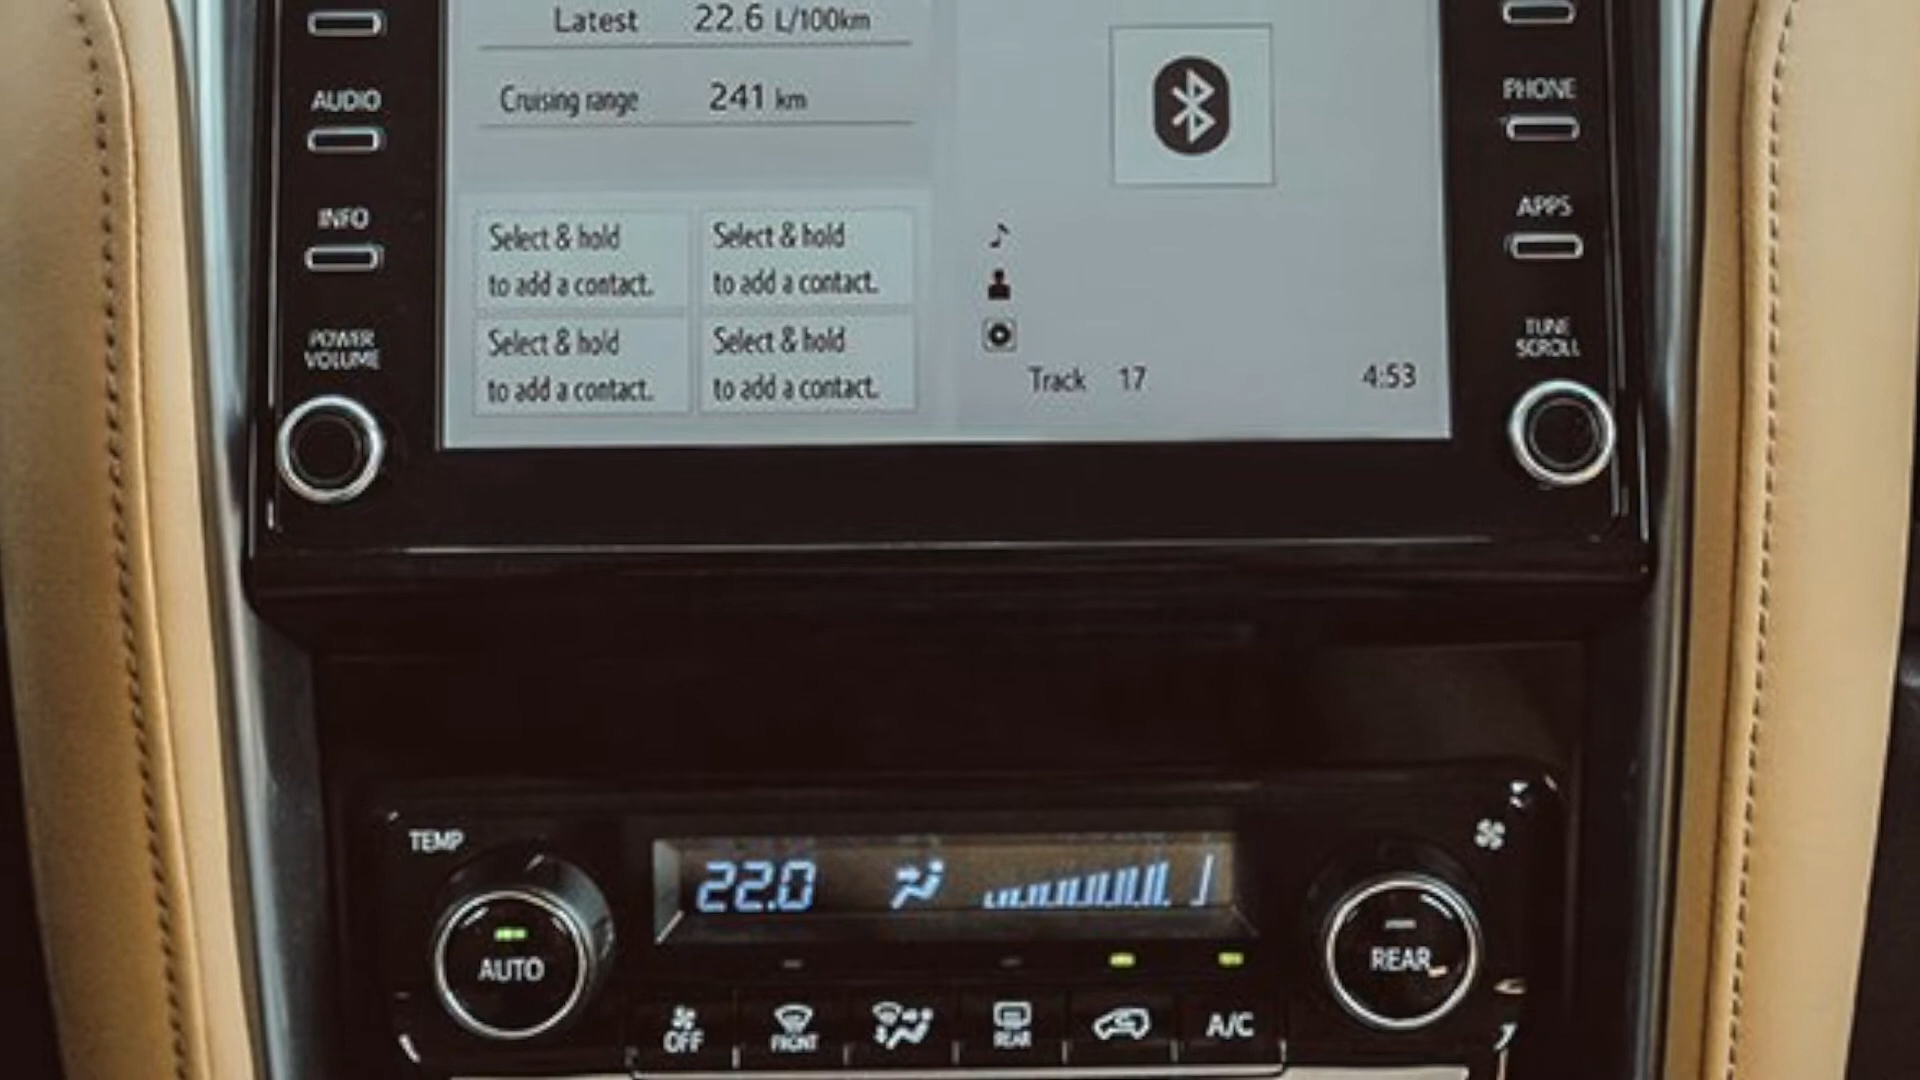 Latest 22.6 L/100km
Cruising range 241 km
AUDIO
INFO
POWER
VOLUME
Select & hold
to add a contact.
Select & hold
to add a contact.
Select & hold
to add a contact.
Select & hold
to add a contact.
Track 17 4:53
PHONE
APPS
TUNE
SCROLL
TEMP
22.0
AUTO
REAR
OFF
FRONT
REAR
A/C